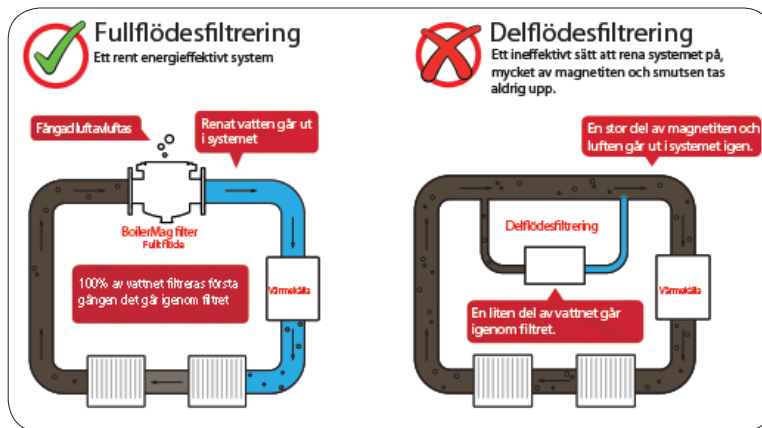 Fullflödesfiltrering
Ett rent energieffektivt system
Fångad luft avluftas
Renat vatten går ut
i systemet
BoilerMag filter
Fullt flöde
100% av vattnet filtreras första
gången det går igenom filtret
Värmekälla
Delflödesfiltrering
Ett ineffektivt sätt att rena systemet på,
mycket av magnetiten och smutsen tas
aldrig upp.
En stor del av magnetiten och
luften går ut i systemet igen.
Delflödesfiltrering
En liten del av vattnet går
igenom filtret.
Värmekälla